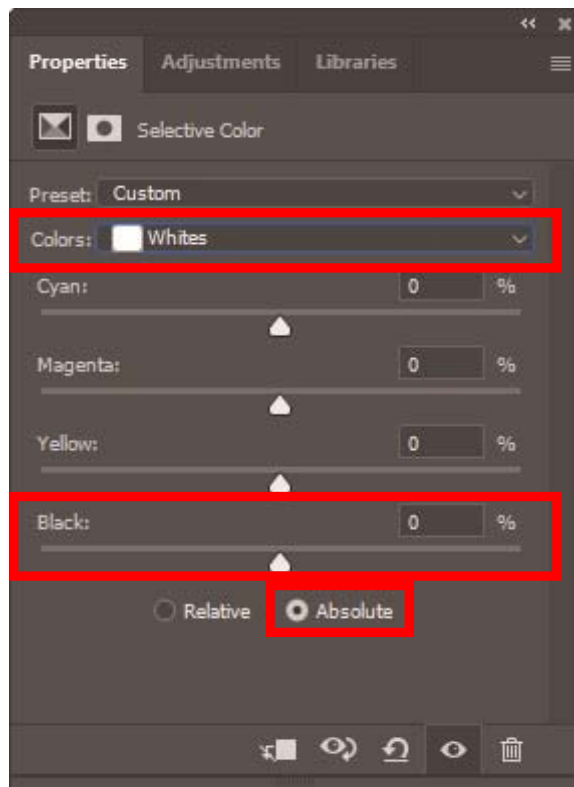 Properties Adjustments Libraries
Selective Color
Preset: Custom
Colors: Whites
Cyan: 0 %
Magenta: 0 %
Yellow: 0 %
Black: 0 %
Relative Absolute